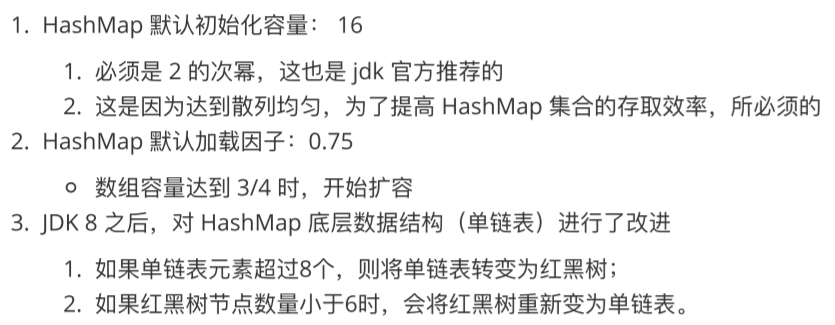 1. HashMap 默认初始化容量： 16
1. 必须是 2 的次幂，这也是 jdk 官方推荐的
2. 这是因为达到散列均匀，为了提高 HashMap 集合的存取效率，所必须的
2. HashMap 默认加载因子：0.75
○ 数组容量达到 3/4 时，开始扩容
3. JDK 8 之后，对 HashMap 底层数据结构（单链表）进行了改进
1. 如果单链表元素超过8个，则将单链表转变为红黑树；
2. 如果红黑树节点数量小于6时，会将红黑树重新变为单链表。